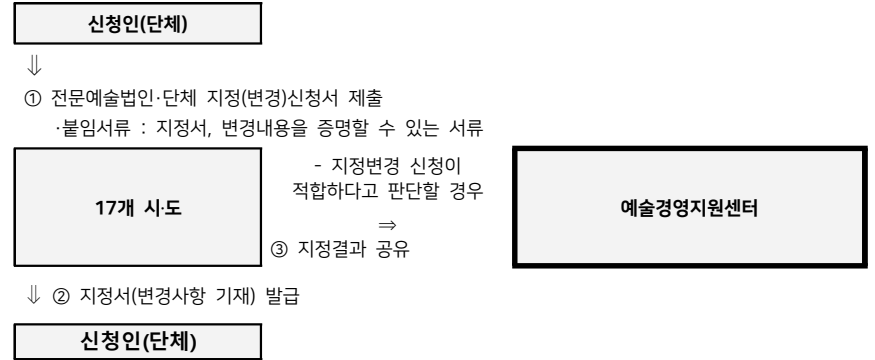 신청인(단체)
⇓
① 전문예술법인·단체 지정(변경)신청서 제출
·붙임서류 : 지정서, 변경내용을 증명할 수 있는 서류
17개 시·도
- 지정변경 신청이
적합하다고 판단할 경우
⇒
③ 지정결과 공유
예술경영지원센터
⇓ ② 지정서(변경사항 기재) 발급
신청인(단체)